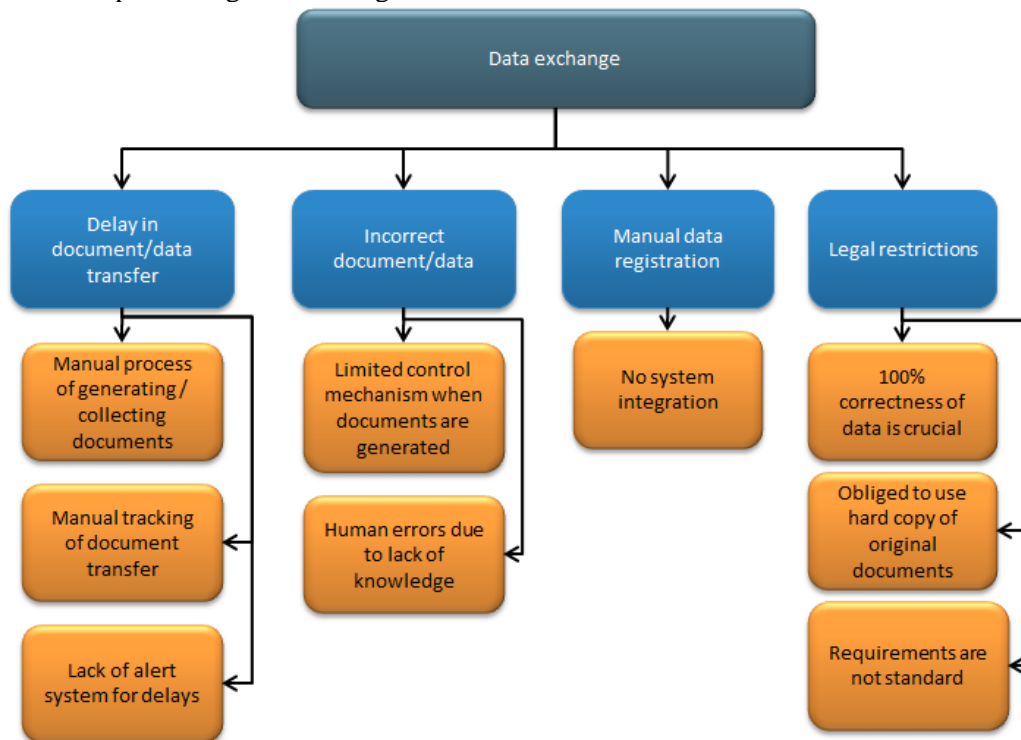 Data exchange
Delay in
document/data
transfer
Incorrect
document/data
Manual data
registration
Legal restrictions
Manual process
of generating /
collecting
documents
Manual tracking
of document
transfer
Lack of alert
system for delays
Limited control
mechanism when
documents are
generated
Human errors due
to lack of
knowledge
No system
integration
100%
correctness of
data is crucial
Obliged to use
hard copy of
original
documents
Requirements are
not standard